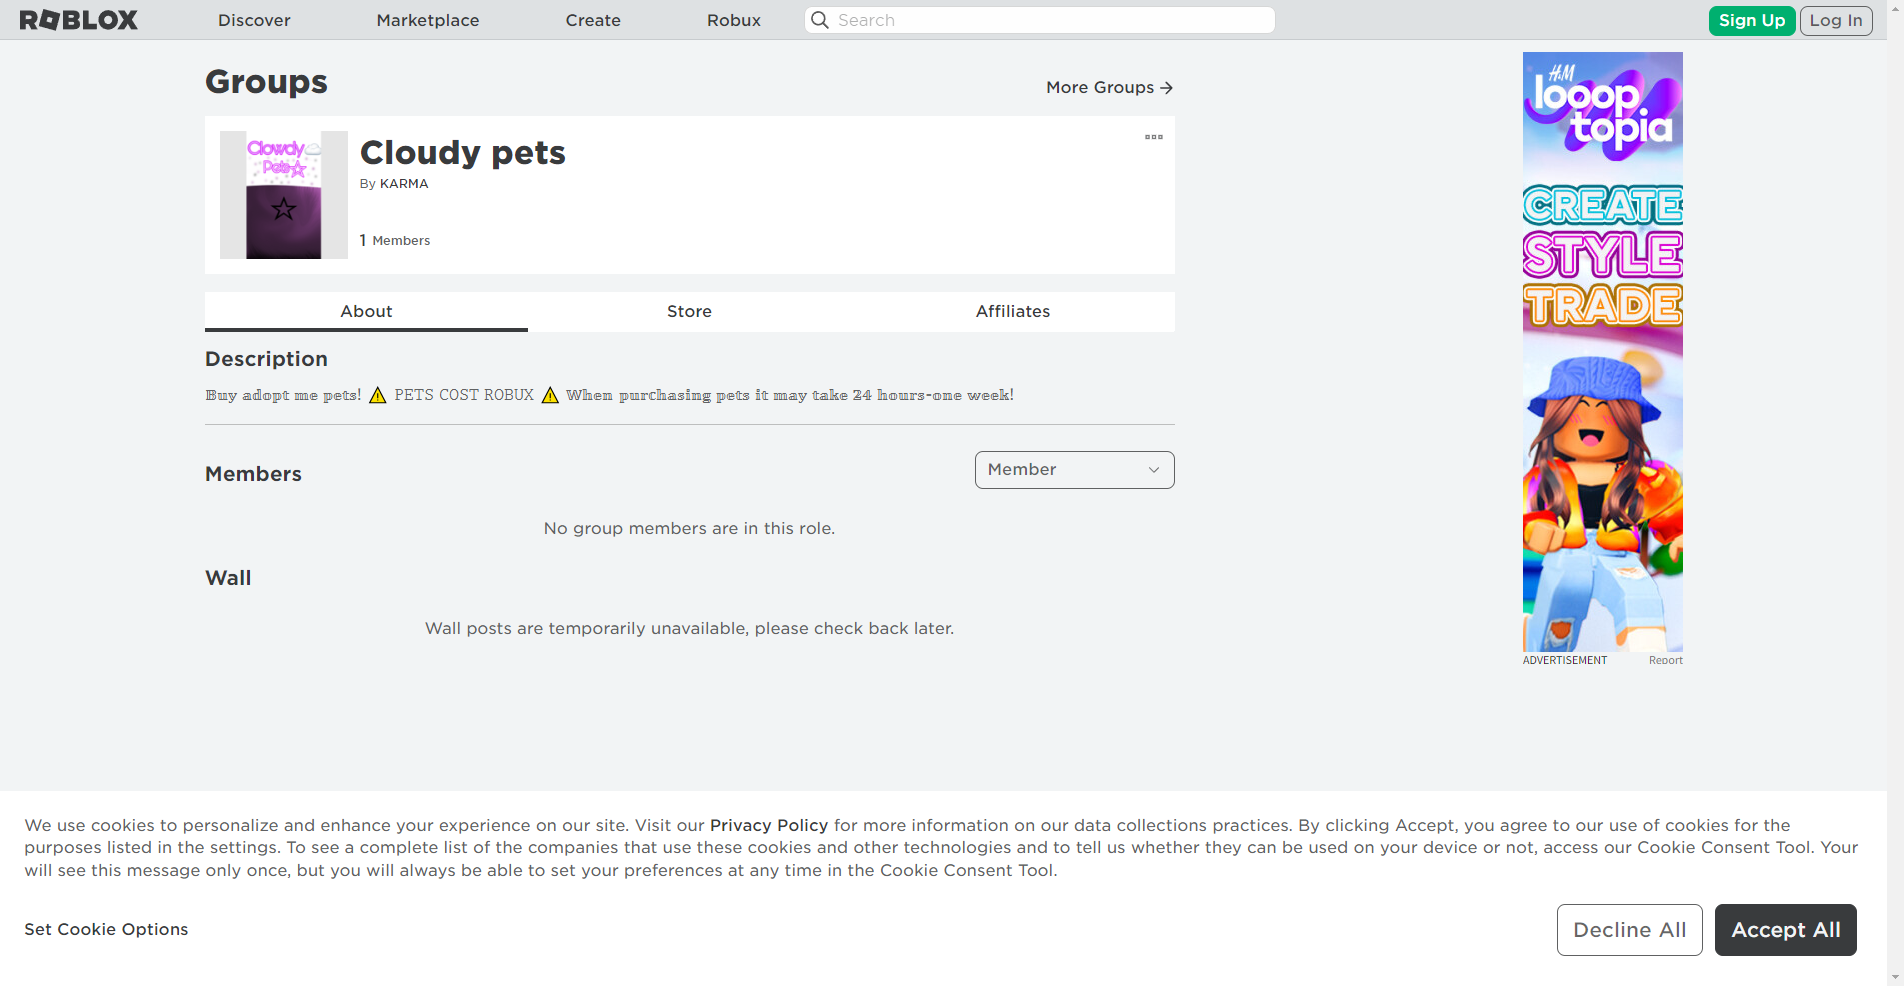 ROBLOX
Discover
Marketplace
Create
Robux
Search
Sign Up
Log In
Groups
More Groups →
Clowdy
Pets☆
Cloudy pets
By KARMA
1 Members
About
Store
Affiliates
Description
𝔹𝕦𝕪 𝕒𝕕𝕠𝕡𝕥 𝕞𝕖 𝕡𝕖𝕥𝕤! ⚠️ PETS COST ROBUX ⚠️ 𝕎𝕙𝕖𝕟 𝕡𝕦𝕣𝕔𝕙𝕒𝕤𝕚𝕟𝕘 𝕡𝕖𝕥𝕤 𝕚𝕥 𝕞𝕒𝕪 𝕥𝕒𝕜𝕖 𝟚𝟜 𝕙𝕠𝕦𝕣𝕤-𝕠𝕟𝕖 𝕨𝕖𝕖𝕜!
Members
Member
No group members are in this role.
Wall
Wall posts are temporarily unavailable, please check back later.
H&M
looop
topia
CREATE
STYLE
TRADE
ADVERTISEMENT
Report
We use cookies to personalize and enhance your experience on our site. Visit our Privacy Policy for more information on our data collections practices. By clicking Accept, you agree to our use of cookies for the
purposes listed in the settings. To see a complete list of the companies that use these cookies and other technologies and to tell us whether they can be used on your device or not, access our Cookie Consent Tool. Your
will see this message only once, but you will always be able to set your preferences at any time in the Cookie Consent Tool.
Set Cookie Options
Decline All
Accept All